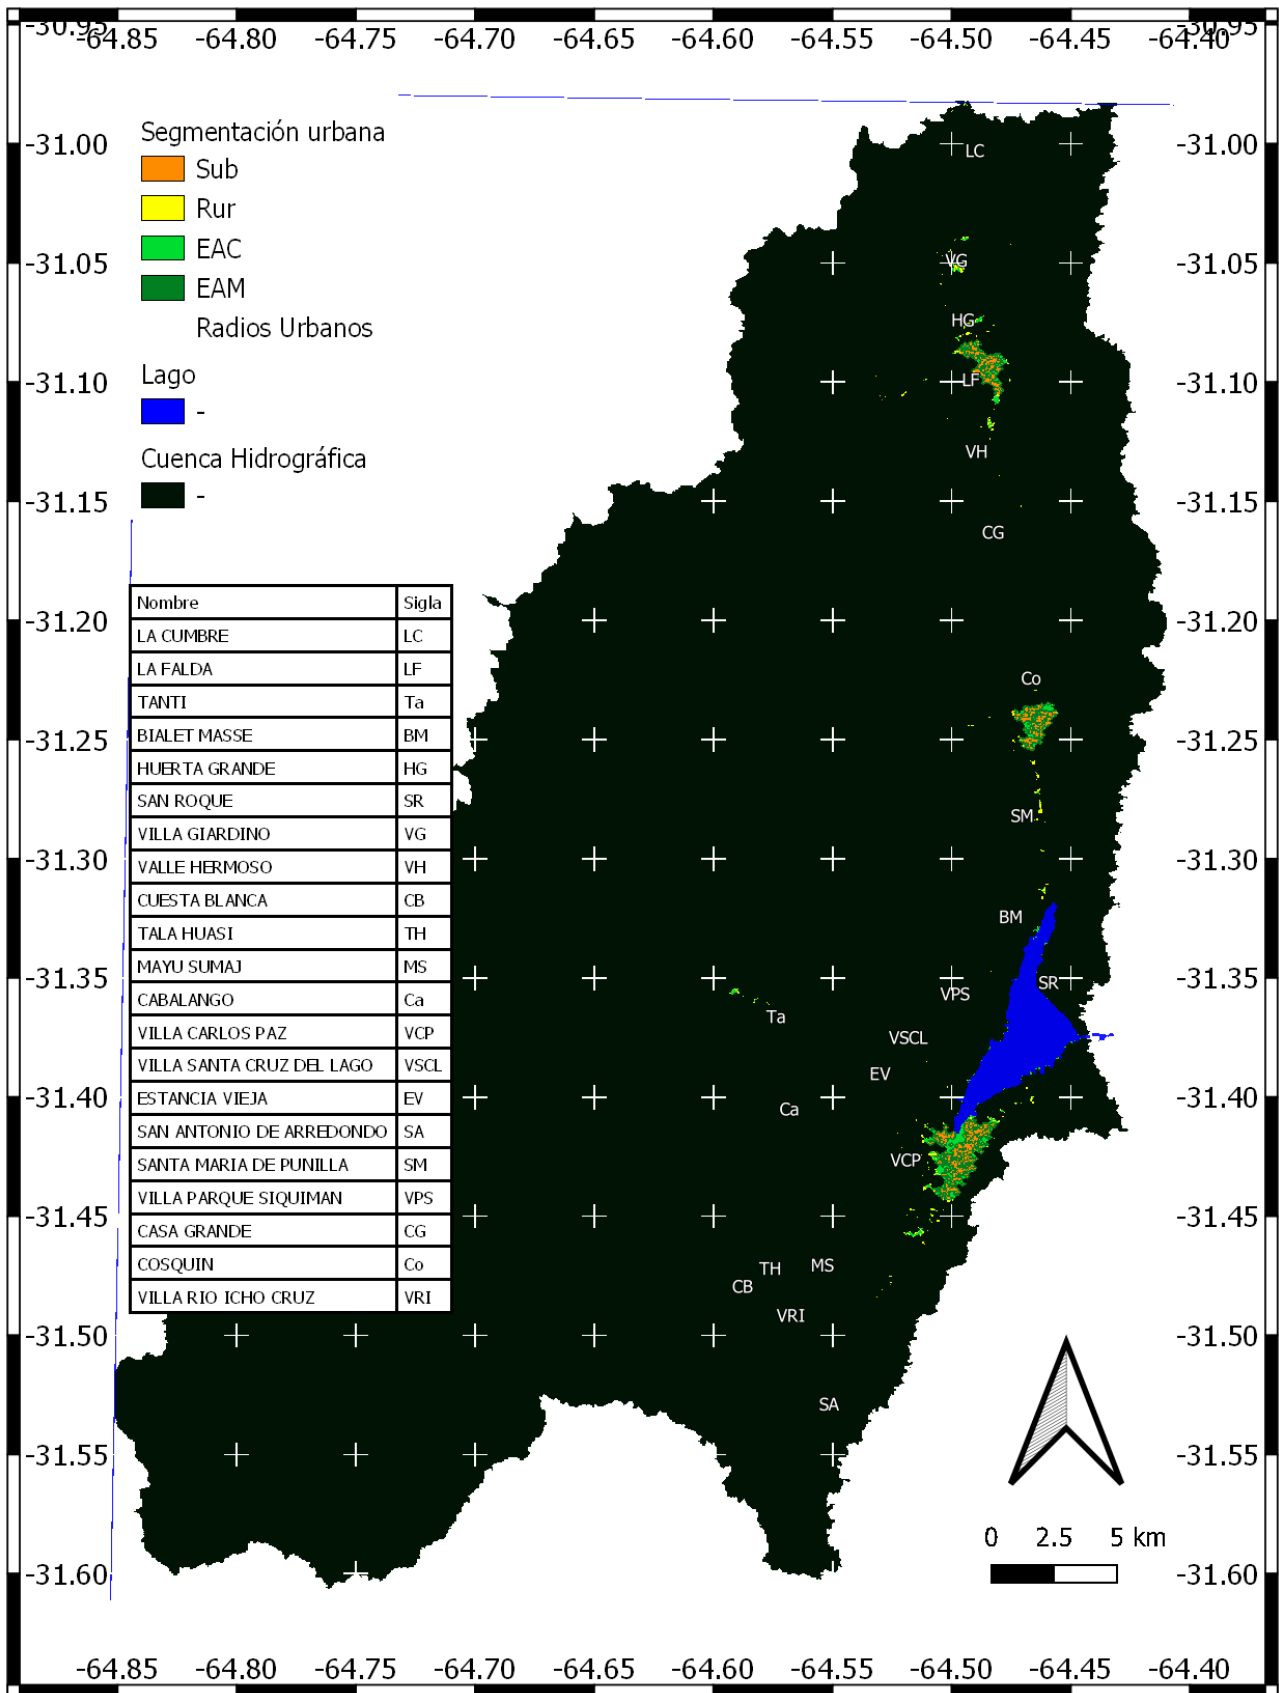 -30.95 -30.95
-64.85 -64.80 -64.75 -64.70 -64.65 -64.60 -64.55 -64.50 -64.45 -64.40
Segmentación urbana
Sub
Rur
EAC
EAM
Radios Urbanos
Lago
-
Cuenca Hidrográfica
-
-31.00 -31.00
-31.05 -31.05
-31.10 -31.10
-31.15 -31.15
-31.20 -31.20
-31.25 -31.25
-31.30 -31.30
-31.35 -31.35
-31.40 -31.40
-31.45 -31.45
-31.50 -31.50
-31.55 -31.55
-31.60 -31.60
Nombre Sigla
LA CUMBRE LC
LA FALDA LF
TANTI Ta
BIALET MASSE BM
HUERTA GRANDE HG
SAN ROQUE SR
VILLA GIARDINO VG
VALLE HERMOSO VH
CUESTA BLANCA CB
TALA HUASI TH
MAYU SUMAJ MS
CABALANGO Ca
VILLA CARLOS PAZ VCP
VILLA SANTA CRUZ DEL LAGO VSCL
ESTANCIA VIEJA EV
SAN ANTONIO DE ARREDONDO SA
SANTA MARIA DE PUNILLA SM
VILLA PARQUE SIQUIMAN VPS
CASA GRANDE CG
COSQUIN Co
VILLA RIO ICHO CRUZ VRI
LC
VG
HG
LF
VH
CG
Co
SM
BM
SR
VPS
Ta
VSCL
EV
Ca
VCP
MS
TH
CB
VRI
SA
0 2.5 5 km
-64.85 -64.80 -64.75 -64.70 -64.65 -64.60 -64.55 -64.50 -64.45 -64.40